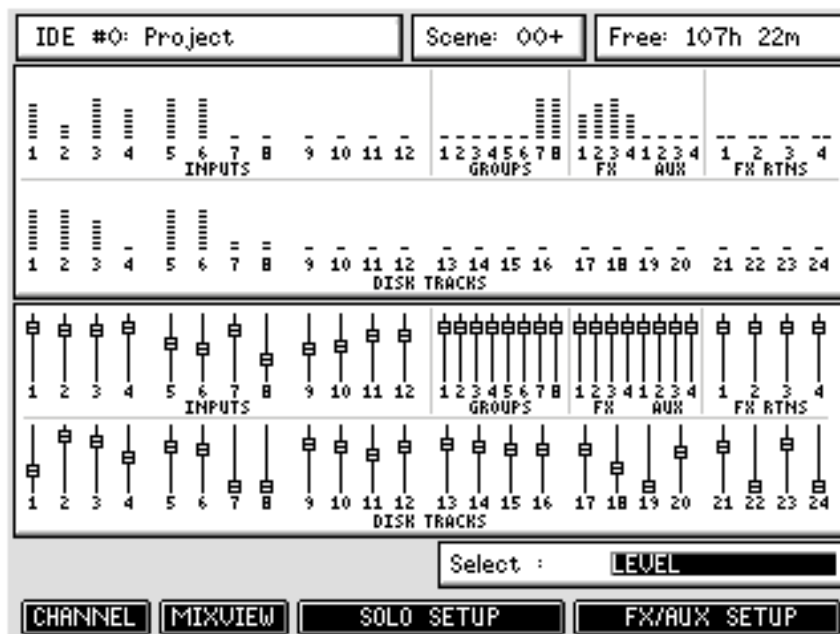 IDE #0: Project
Scene: 00+
Free: 107h 22m
1 2 3 4 5 6 7 8 9 10 11 12 1 2 3 4 5 6 7 8 1 2 3 4 1 2 3 4 1 2 3 4
INPUTS GROUPS FX AUX FX RTNS
1 2 3 4 5 6 7 8 9 10 11 12 13 14 15 16 17 18 19 20 21 22 23 24
DISK TRACKS
1 2 3 4 5 6 7 8 9 10 11 12 1 2 3 4 5 6 7 8 1 2 3 4 1 2 3 4 1 2 3 4
INPUTS GROUPS FX AUX FX RTNS
1 2 3 4 5 6 7 8 9 10 11 12 13 14 15 16 17 18 19 20 21 22 23 24
DISK TRACKS
Select : LEVEL
CHANNEL MIXVIEW SOLO SETUP FX/AUX SETUP